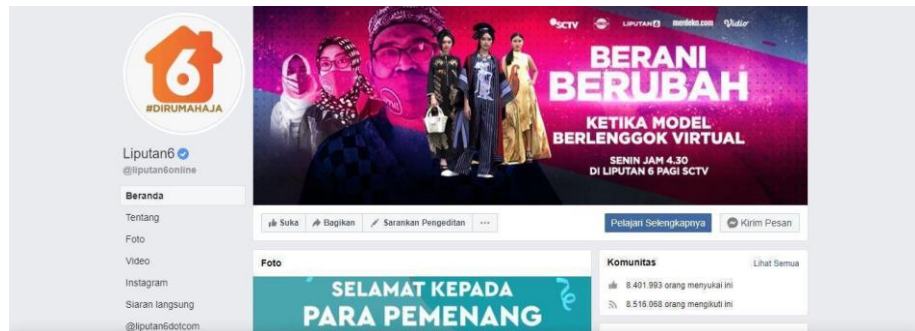 SCTV LIPUTAN6 merdeka.com Vidio
BERANI
BERUBAH
KETIKA MODEL
BERLENGGOK VIRTUAL
SENIN JAM 4.30
DI LIPUTAN 6 PAGI SCTV
6
#DIRUMAHAJA
Liputan6
@liputan6online
Beranda
Tentang
Foto
Video
Instagram
Siaran langsung
@liputan6dotcom
Suka Bagikan Sarankan Pengeditan ...
Pelajari Selengkapnya Kirim Pesan
Foto
SELAMAT KEPADA
PARA PEMENANG
Komunitas Lihat Semua
8.401.993 orang menyukai ini
8.516.068 orang mengikuti ini